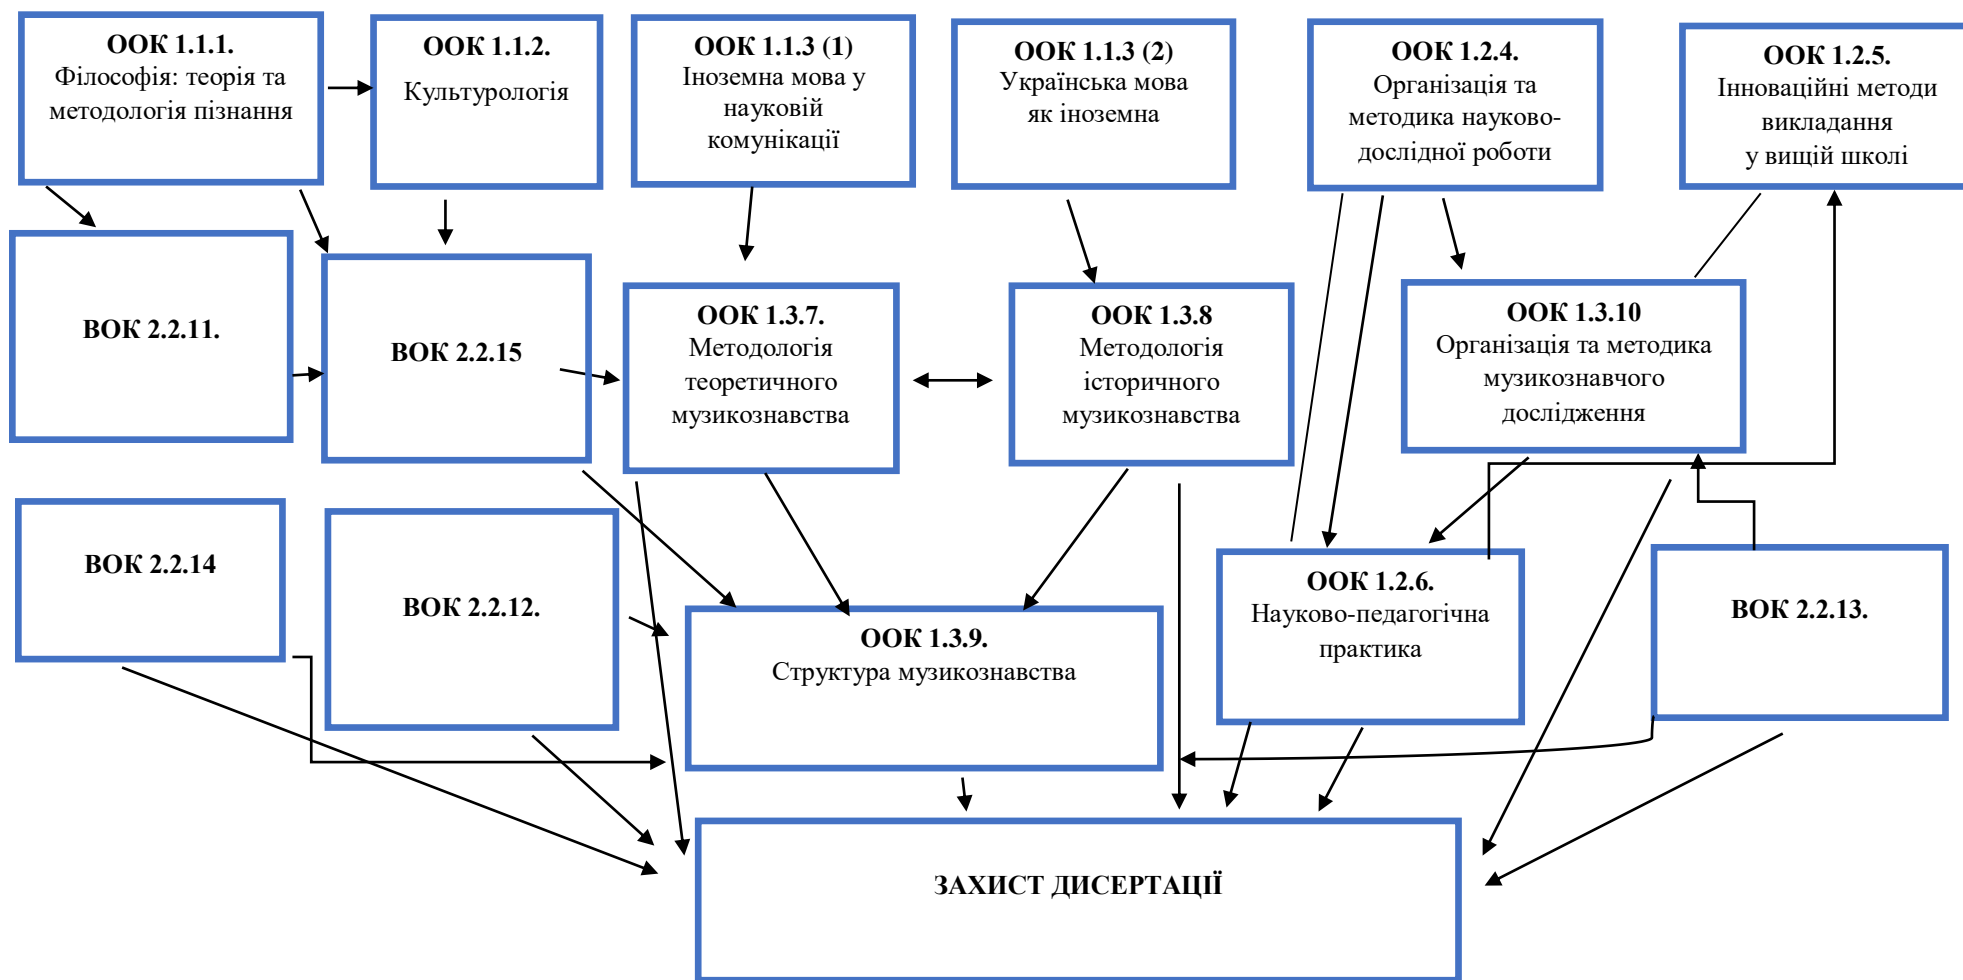 ООК 1.1.1.
Філософія: теорія та
методологія пізнання
ООК 1.1.2.
Культурологія
ООК 1.1.3 (1)
Іноземна мова у
науковій
комунікації
ООК 1.1.3 (2)
Українська мова
як іноземна
ООК 1.2.4.
Організація та
методика науково-
дослідної роботи
ООК 1.2.5.
Інноваційні методи
викладання
у вищій школі
ВОК 2.2.11.
ВОК 2.2.15
ООК 1.3.7.
Методологія
теоретичного
музикознавства
ООК 1.3.8
Методологія
історичного
музикознавства
ООК 1.3.10
Організація та методика
музикознавчого
дослідження
ВОК 2.2.14
ВОК 2.2.12.
ООК 1.3.9.
Структура музикознавства
ООК 1.2.6.
Науково-педагогічна
практика
ВОК 2.2.13.
ЗАХИСТ ДИСЕРТАЦІЇ